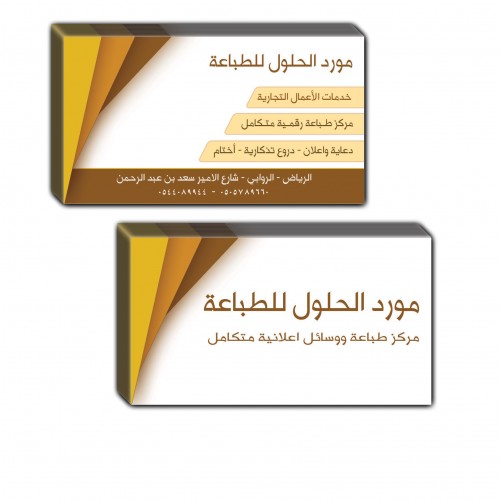 مورد الحلول للطباعة
خدمات الأعمال التجارية
مركز طباعة رقمية متكامل
دعاية واعلان - دروع تذكارية - أختام
الرياض - الروابي - شارع الامير سعد بن عبد الرحمن
٠٥٤٤٠٨٩٩٤٤ - ٠٥٠٥٧٨٩٦٦٠
مورد الحلول للطباعة
مركز طباعة ووسائل اعلانية متكامل